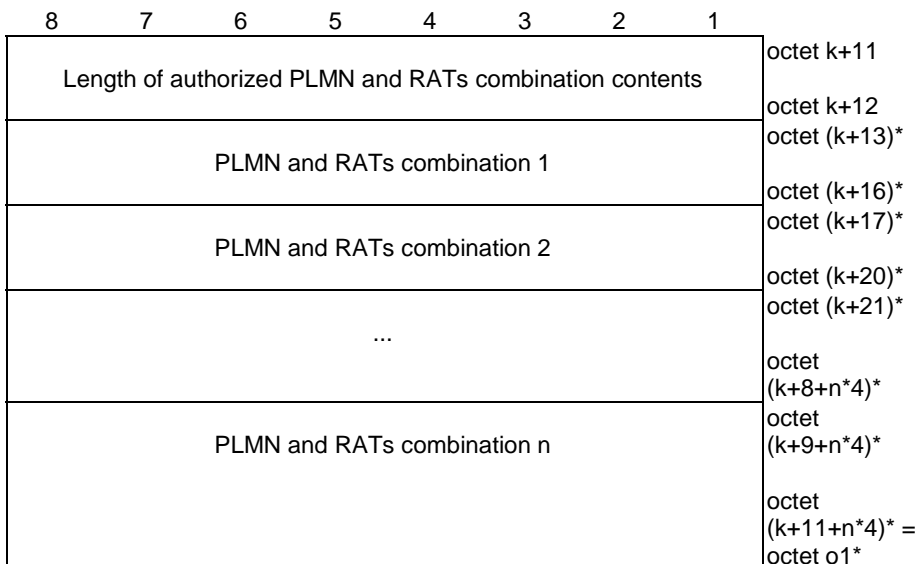 8 7 6 5 4 3 2 1
Length of authorized PLMN and RATs combination contents
octet k+11
octet k+12
PLMN and RATs combination 1
octet (k+13)*
octet (k+16)*
PLMN and RATs combination 2
octet (k+17)*
octet (k+20)*
...
octet (k+21)*
octet
(k+8+n*4)*
PLMN and RATs combination n
octet
(k+9+n*4)*
octet
(k+11+n*4)* =
octet o1*